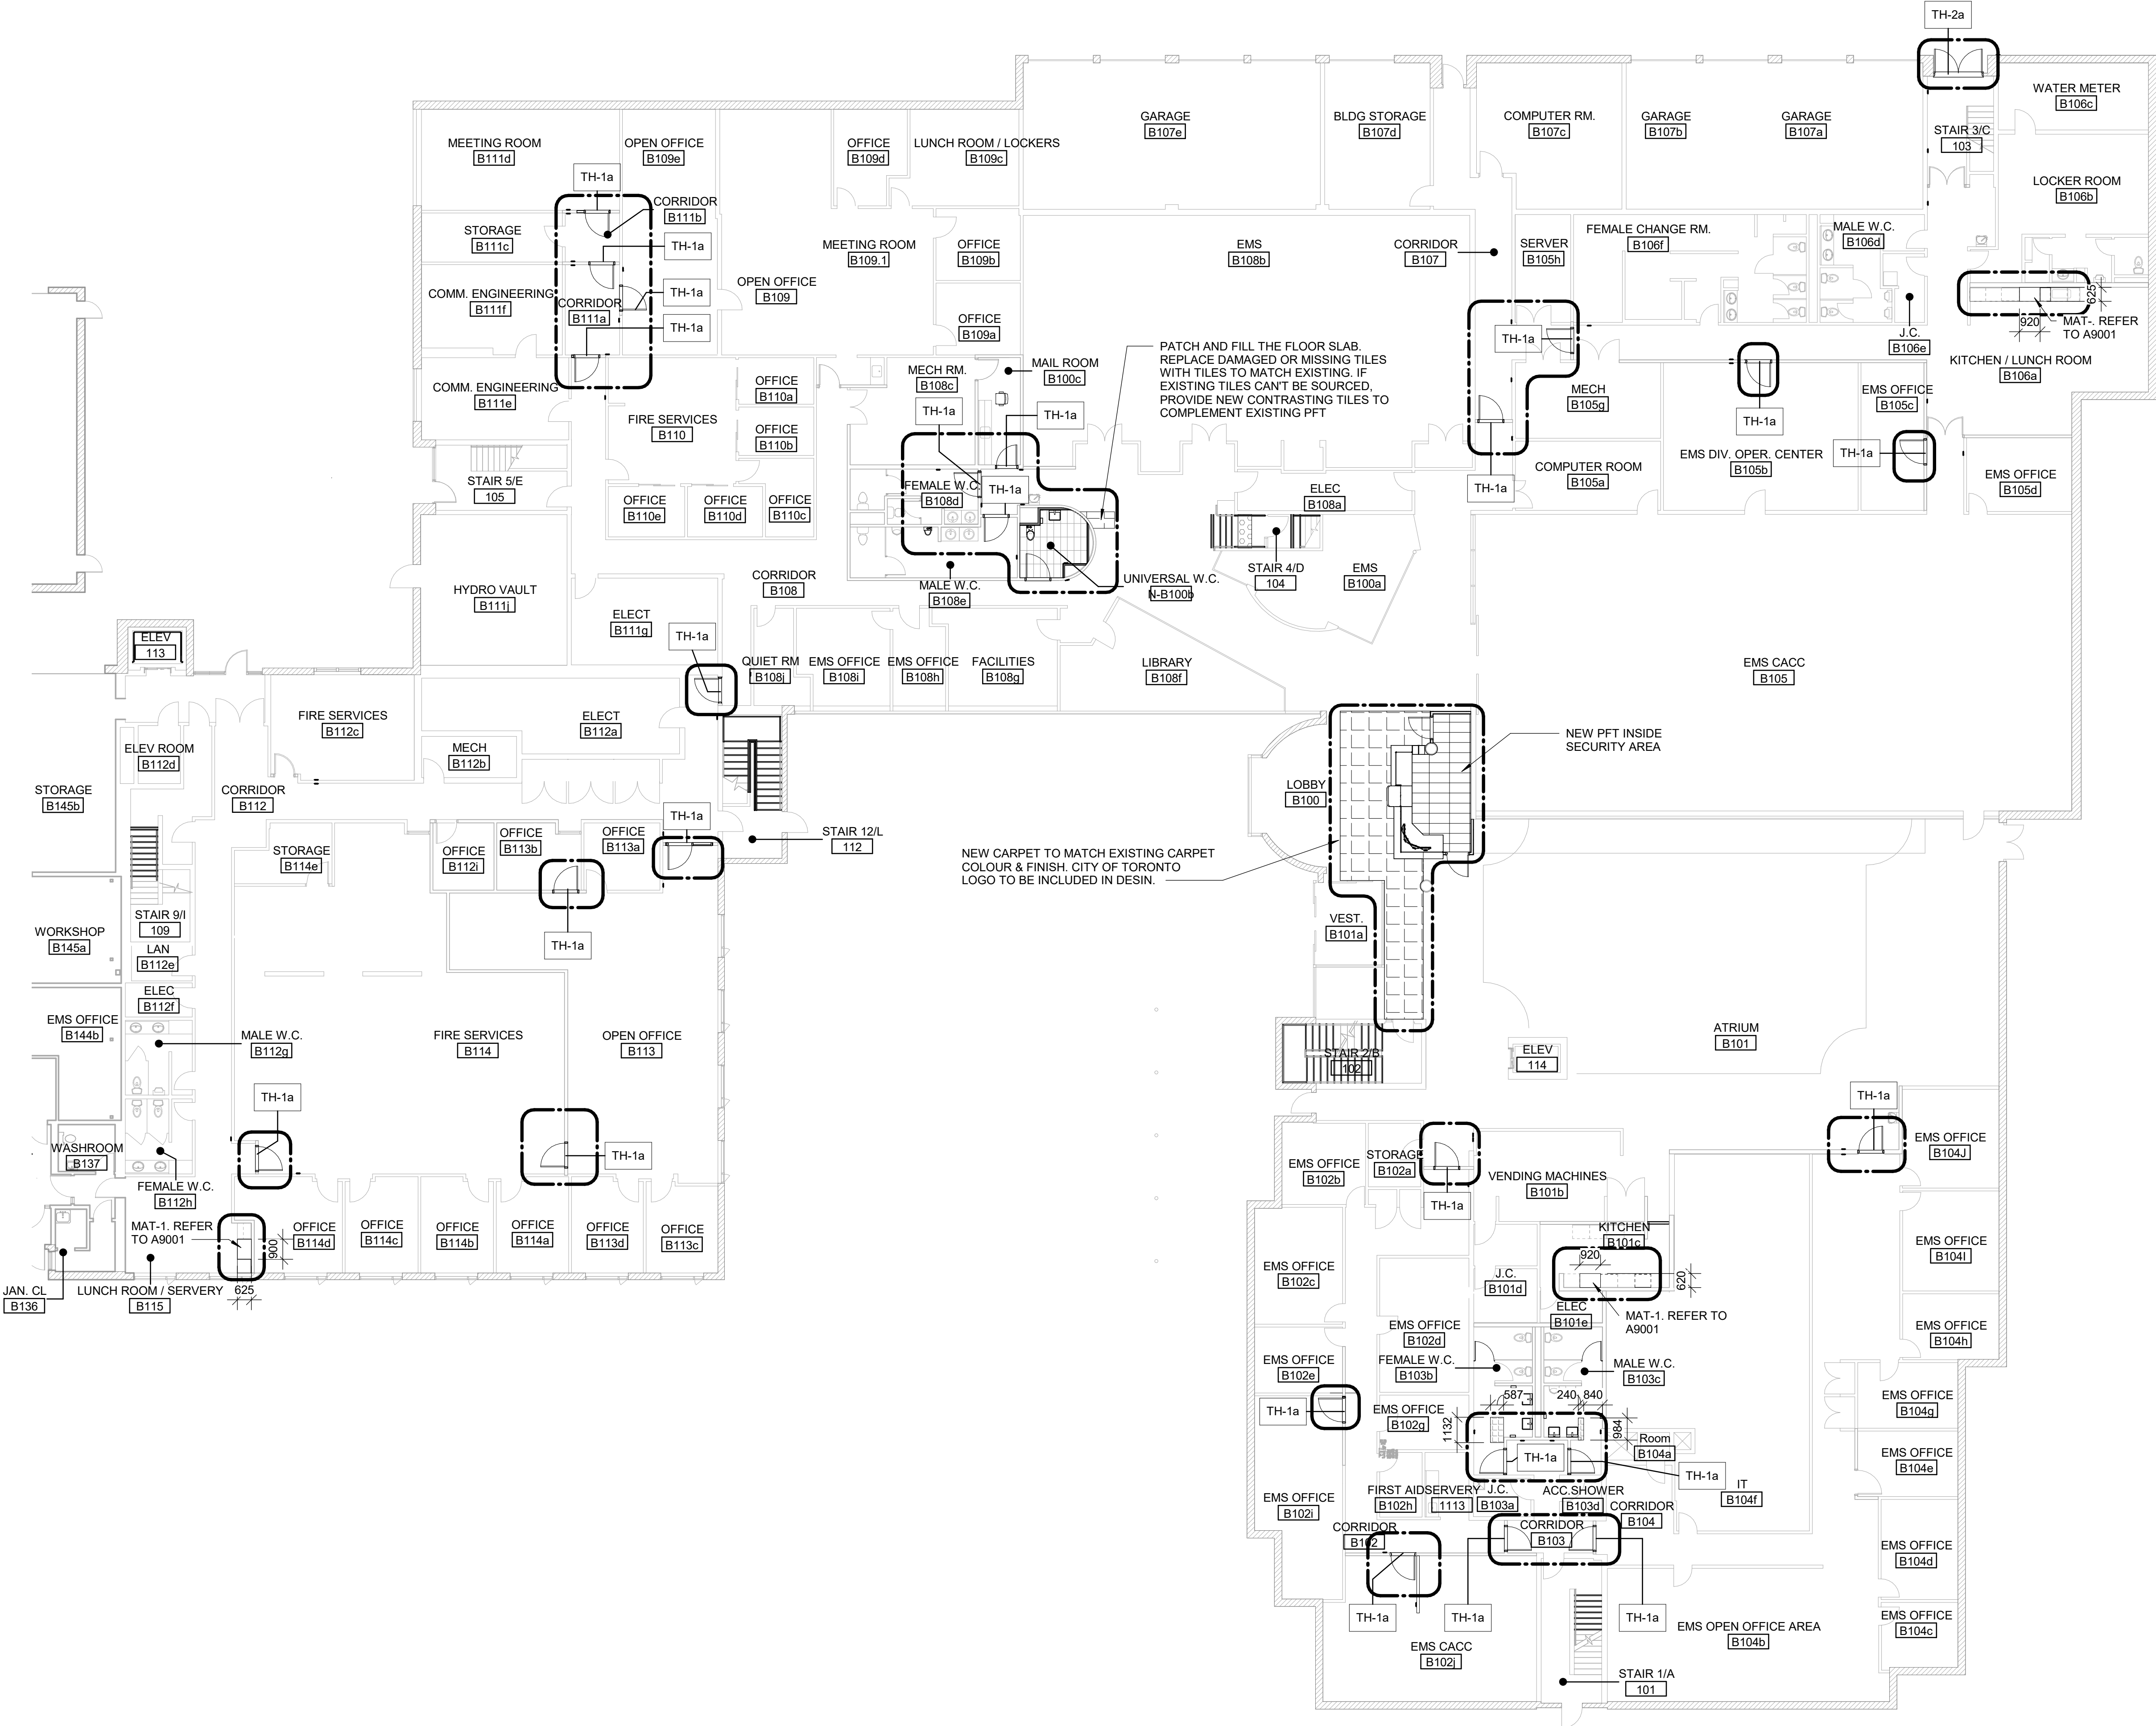 TH-2a
WATER METER
B106c
GARAGE
B107e
BLDG STORAGE
B107d
COMPUTER RM.
B107c
GARAGE
B107b
GARAGE
B107a
STAIR 3/C
103
MEETING ROOM
B111d
OPEN OFFICE
B109e
OFFICE
B109d
LUNCH ROOM / LOCKERS
B109c
TH-1a
LOCKER ROOM
B106b
CORRIDOR
B111b
STORAGE
B111c
TH-1a
MEETING ROOM
B109.1
OFFICE
B109b
EMS
B108b
CORRIDOR
B107
SERVER
B105h
FEMALE CHANGE RM.
B106f
MALE W.C.
B106d
COMM. ENGINEERING
B111f
CORRIDOR
B111a
TH-1a
OPEN OFFICE
B109
TH-1a
OFFICE
B109a
TH-1a
J.C.
B106e
625
920
MAT-. REFER
TO A9001
KITCHEN / LUNCH ROOM
B106a
PATCH AND FILL THE FLOOR SLAB.
REPLACE DAMAGED OR MISSING TILES
WITH TILES TO MATCH EXISTING. IF
EXISTING TILES CAN'T BE SOURCED,
PROVIDE NEW CONTRASTING TILES TO
COMPLEMENT EXISTING PFT
COMM. ENGINEERING
B111e
OFFICE
B110a
MECH RM.
B108c
MAIL ROOM
B100c
TH-1a
TH-1a
MECH
B105g
TH-1a
EMS OFFICE
B105c
FIRE SERVICES
B110
OFFICE
B110b
TH-1a
EMS DIV. OPER. CENTER
B105b
COMPUTER ROOM
B105a
EMS OFFICE
B105d
STAIR 5/E
105
FEMALE W.C.
B108d
TH-1a
ELEC
B108a
TH-1a
OFFICE
B110e
OFFICE
B110d
OFFICE
B110c
STAIR 4/D
104
EMS
B100a
HYDRO VAULT
B111j
CORRIDOR
B108
MALE W.C.
B108e
UNIVERSAL W.C.
N-B100b
ELECT
B111g
ELEV
113
TH-1a
QUIET RM
B108j
EMS OFFICE
B108i
EMS OFFICE
B108h
FACILITIES
B108g
LIBRARY
B108f
EMS CACC
B105
FIRE SERVICES
B112c
ELECT
B112a
NEW PFT INSIDE
SECURITY AREA
ELEV ROOM
B112d
MECH
B112b
STORAGE
B145b
CORRIDOR
B112
LOBBY
B100
TH-1a
STORAGE
B114e
OFFICE
B112i
OFFICE
B113b
OFFICE
B113a
STAIR 12/L
112
NEW CARPET TO MATCH EXISTING CARPET
COLOUR & FINISH. CITY OF TORONTO
LOGO TO BE INCLUDED IN DESIN.
STAIR 9/I
109
WORKSHOP
B145a
TH-1a
VEST.
B101a
LAN
B112e
ELEC
B112f
EMS OFFICE
B144b
MALE W.C.
B112g
FIRE SERVICES
B114
OPEN OFFICE
B113
ATRIUM
B101
STAIR 2/B
102
ELEV
114
TH-1a
TH-1a
WASHROOM
B137
TH-1a
EMS OFFICE
B102b
STORAGE
B102a
VENDING MACHINES
B101b
EMS OFFICE
B104J
FEMALE W.C.
B112h
TH-1a
MAT-1. REFER
TO A9001
900
OFFICE
B114d
OFFICE
B114c
OFFICE
B114b
OFFICE
B114a
OFFICE
B113d
OFFICE
B113c
KITCHEN
B101c
EMS OFFICE
B104I
JAN. CL
B136
LUNCH ROOM / SERVERY
B115
625
EMS OFFICE
B102c
J.C.
B101d
920
620
ELEC
B101e
MAT-1. REFER TO
A9001
EMS OFFICE
B102d
EMS OFFICE
B104h
EMS OFFICE
B102e
FEMALE W.C.
B103b
MALE W.C.
B103c
TH-1a
EMS OFFICE
B102g
587
240
840
1132
984
EMS OFFICE
B104g
Room
B104a
EMS OFFICE
B104e
TH-1a
TH-1a
EMS OFFICE
B102i
FIRST AID
B102h
SERVERY
1113
J.C.
B103a
ACC.SHOWER
B103d
IT
B104f
CORRIDOR
B102
CORRIDOR
B103
CORRIDOR
B104
EMS OFFICE
B104d
TH-1a
TH-1a
TH-1a
EMS OFFICE
B104c
EMS CACC
B102j
EMS OPEN OFFICE AREA
B104b
STAIR 1/A
101